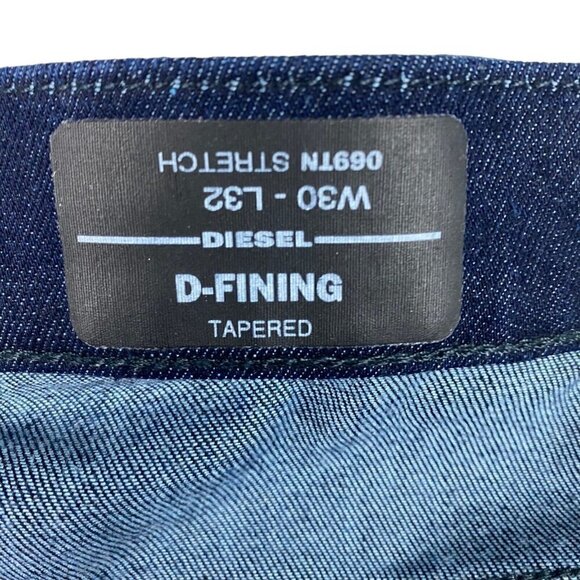 W30 - L32
069TN STRETCH
DIESEL
D-FINING
TAPERED